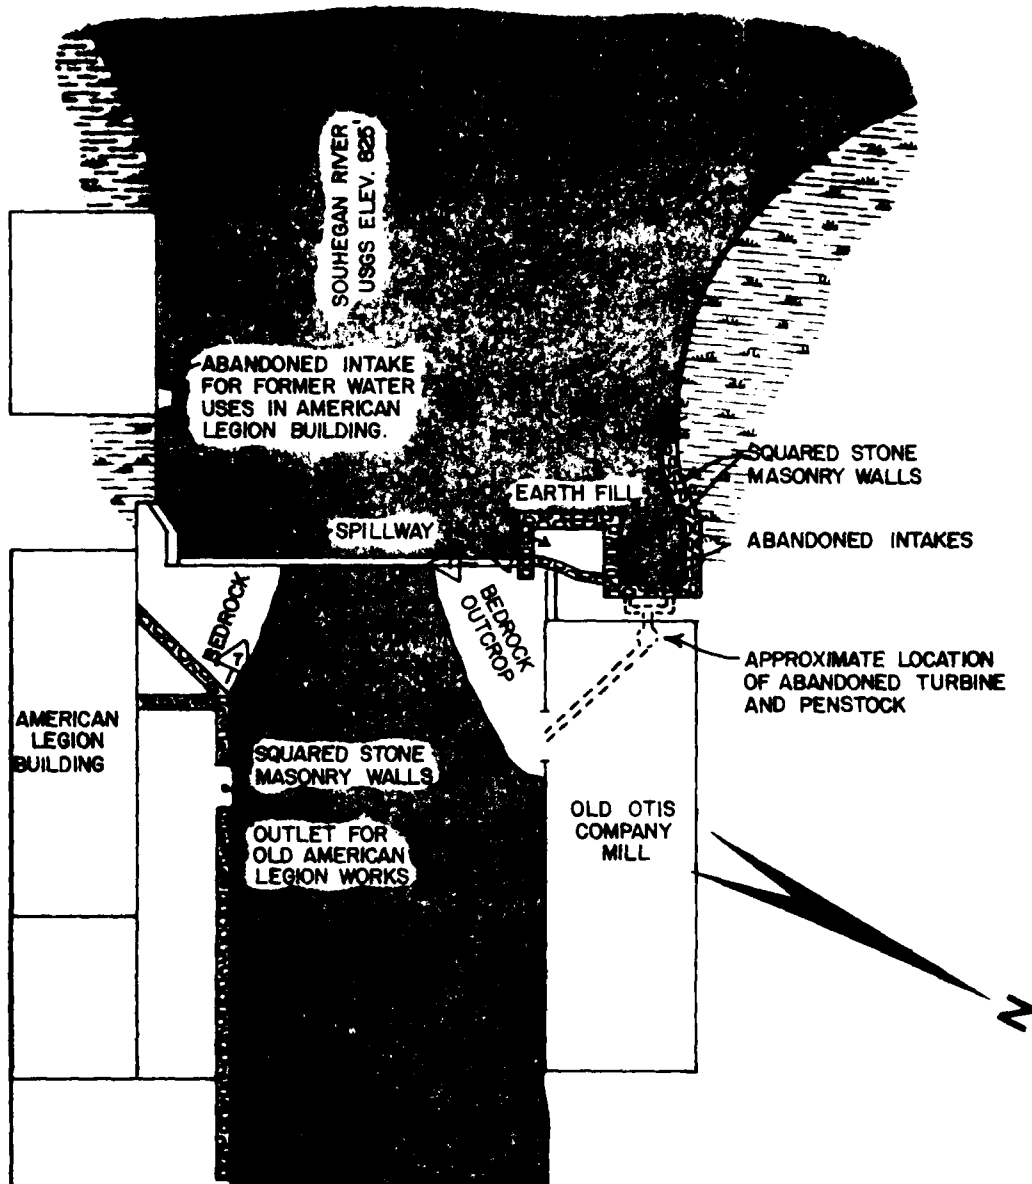 SOUHEGAN RIVER
USGS ELEV. 825'
ABANDONED INTAKE
FOR FORMER WATER
USES IN AMERICAN
LEGION BUILDING.
SQUARED STONE
MASONRY WALLS
EARTH FILL
SPILLWAY
ABANDONED INTAKES
BEDROCK
BEDROCK
OUTCROP
APPROXIMATE LOCATION
OF ABANDONED TURBINE
AND PENSTOCK
AMERICAN
LEGION
BUILDING
SQUARED STONE
MASONRY WALLS
OLD OTIS
COMPANY
MILL
OUTLET FOR
OLD AMERICAN
LEGION WORKS
N